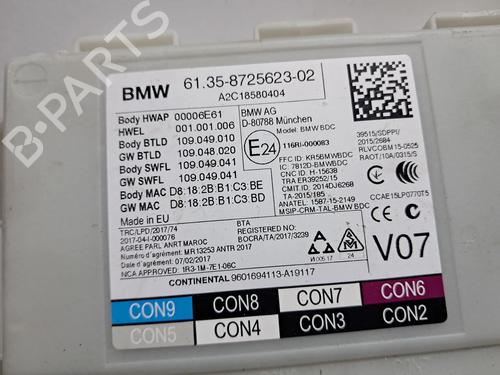 BMW 61.35-8725623-02
A2C18580404
Body HWAP 00006E61
HWEL 001.001.006
Body BTLD 109.049.010
GW BTLD 109.048.020
Body SWFL 109.049.041
GW SWFL 109.049.041
Body MAC D8:18:2B:B1:C3:BE
GW MAC D8:18:2B:B1:C3:BD
Made in EU
BMW AG
D-80788 München
Model: BMW BDC
E24
116RI-000083
FFC ID: KR5BMWBDC
IC: 7812D-BMWBDC
CNC ID: H-15638
TRA ER39252/15
CMIIT ID: 2014DJ6268
TA-2015/185
ANATEL: 1587-15-2149
MSIP-CRM-TAL-BMW BDC
39515/SDPPI/
2015/2684
RLVCOBM15-0525
RAOT/10A/0315/S
CCAE15LP0770T5
TRC/LPD/2017/74
2017-04-I-000076
AGREE PARL ANRT MAROC
Numéro d'agrément: MR13253 ANTR 2017
Date d'agrément: 07/02/2017
NCA APPROVED: 1R3-1M-7E1-06C
BTA
REGISTERED NO:
BOCRA/TA/2017/3239
24
V07
CONTINENTAL 9601694113-A19117
CON9 CON8 CON7 CON6
CON5 CON4 CON3 CON2
B-PARTS